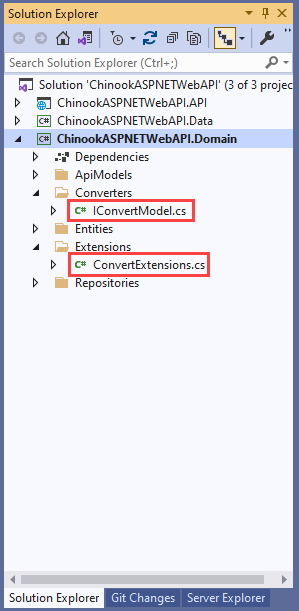 Solution Explorer
Search Solution Explorer (Ctrl+;)
Solution 'ChinookASPNETWebAPI' (3 of 3 projec
ChinookASPNETWebAPI.API
ChinookASPNETWebAPI.Data
ChinookASPNETWebAPI.Domain
Dependencies
ApiModels
Converters
C# IConvertModel.cs
Entities
Extensions
C# ConvertExtensions.cs
Repositories
Solution Explorer Git Changes Server Explorer